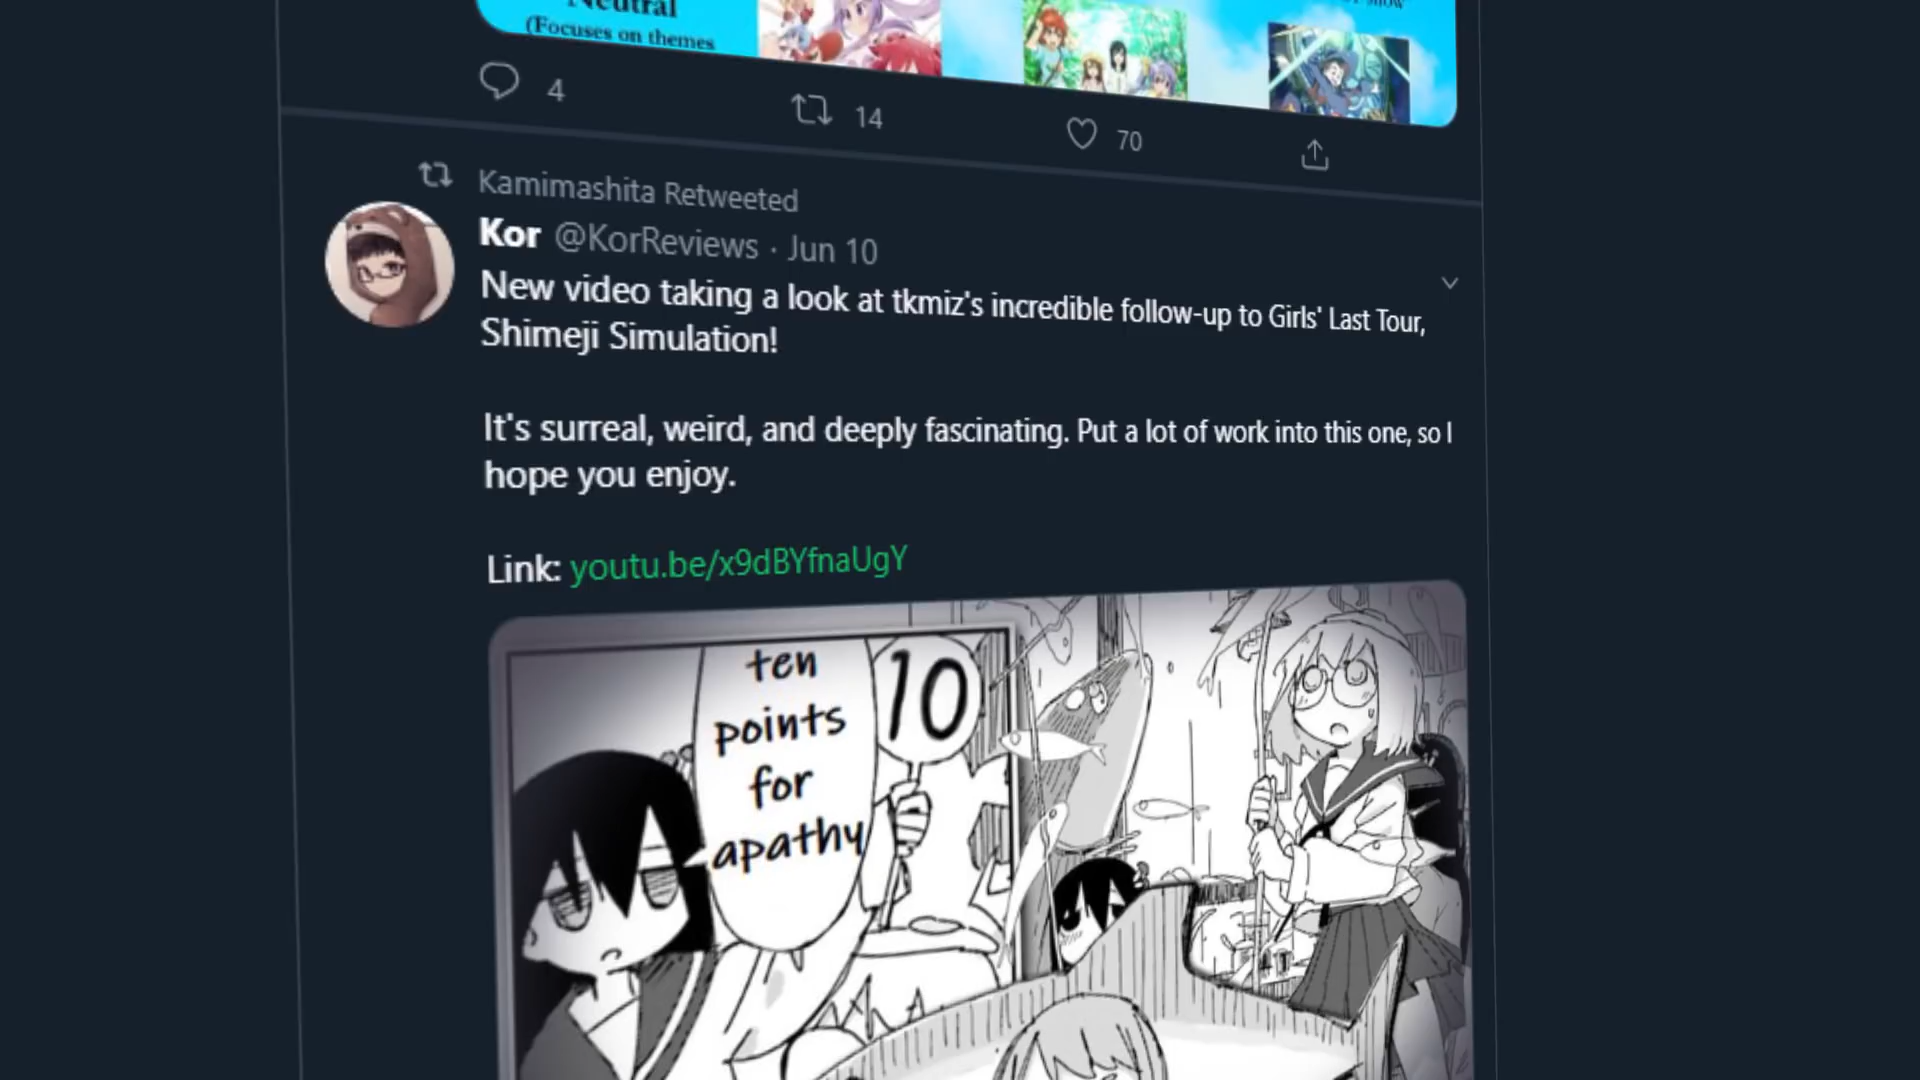 Neutral
(Focuses on themes
show
4
14
70
Kamimashita Retweeted
Kor @KorReviews · Jun 10
New video taking a look at tkmiz's incredible follow-up to Girls' Last Tour,
Shimeji Simulation!
It's surreal, weird, and deeply fascinating. Put a lot of work into this one, so I
hope you enjoy.
Link: youtu.be/x9dBYfnaUgY
ten
points
for
apathy
10